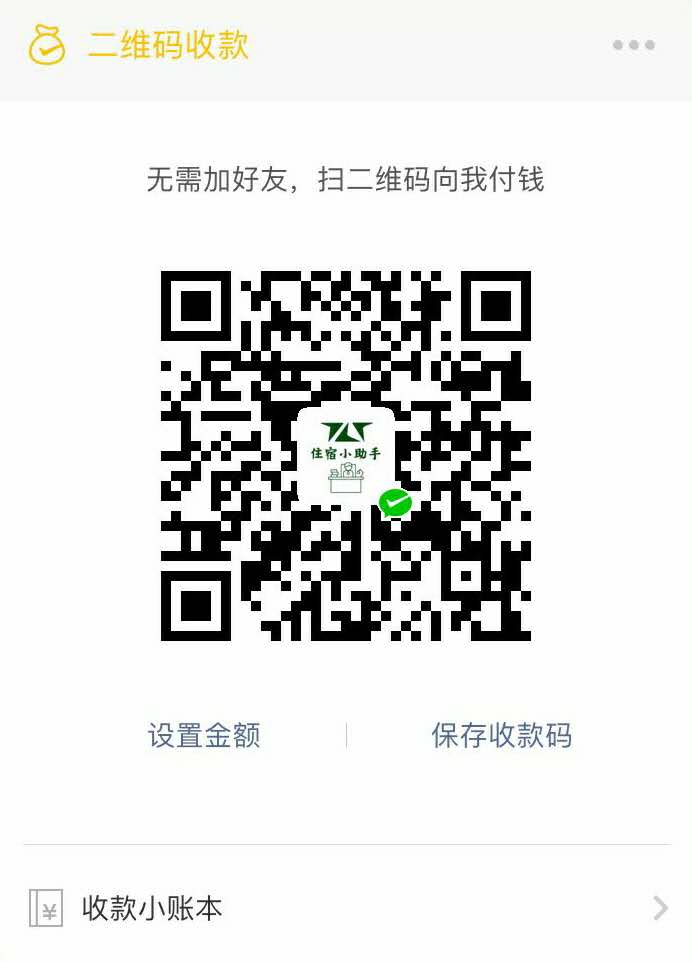 二维码收款
无需加好友，扫二维码向我付钱
住宿小助手
设置金额
保存收款码
¥
收款小账本